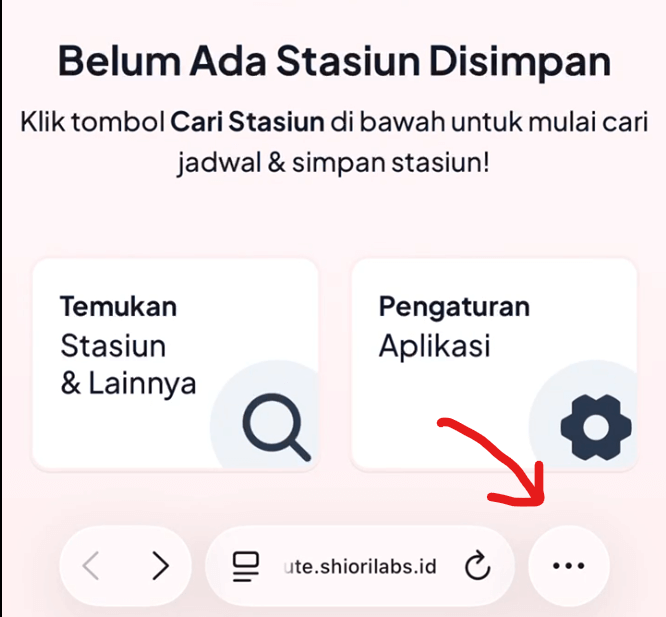 Belum Ada Stasiun Disimpan
Klik tombol Cari Stasiun di bawah untuk mulai cari
jadwal & simpan stasiun!
Temukan
Stasiun
& Lainnya
Pengaturan
Aplikasi
ute.shiorilabs.id